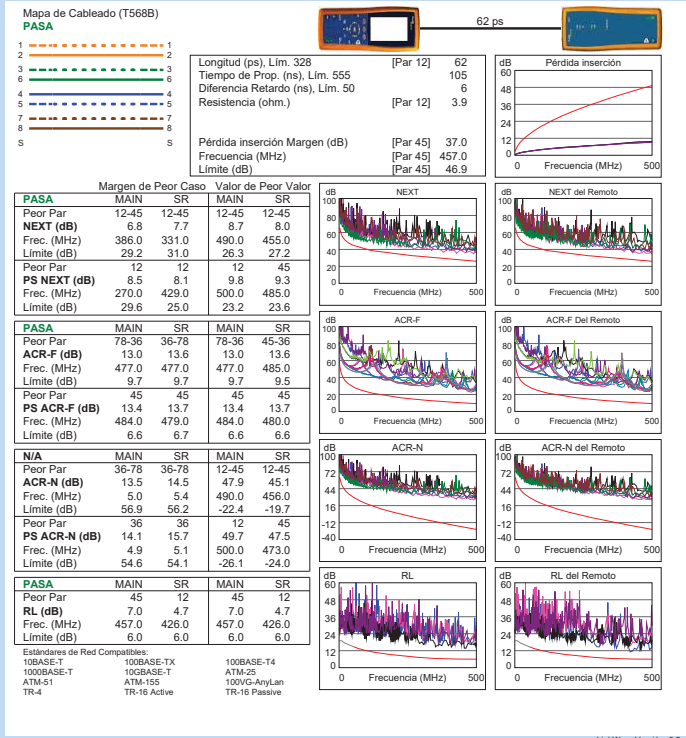 Mapa de Cableado (T568B)
PASA
62 ps
1 1
2 2
3 3
6 6
4 4
5 5
7 7
8 8
S S
Longitud (ps), Lím. 328 [Par 12] 62
Tiempo de Prop. (ns), Lím. 555 105
Diferencia Retardo (ns), Lím. 50 6
Resistencia (ohm.) [Par 12] 3.9
Pérdida inserción Margen (dB) [Par 45] 37.0
Frecuencia (MHz) [Par 45] 457.0
Límite (dB) [Par 45] 46.9
dB Pérdida inserción
60
48
36
24
12
0
0 Frecuencia (MHz) 500
Margen de Peor Caso Valor de Peor Valor
PASA MAIN SR MAIN SR
Peor Par 12-45 12-45 12-45 12-45
NEXT (dB) 6.8 7.7 8.7 8.0
Frec. (MHz) 386.0 331.0 490.0 455.0
Límite (dB) 29.2 31.0 26.3 27.2
Peor Par 12 12 12 45
PS NEXT (dB) 8.5 8.1 9.8 9.3
Frec. (MHz) 270.0 429.0 500.0 485.0
Límite (dB) 29.6 25.0 23.2 23.6
PASA MAIN SR MAIN SR
Peor Par 78-36 36-78 78-36 45-36
ACR-F (dB) 13.0 13.6 13.0 13.6
Frec. (MHz) 477.0 477.0 477.0 485.0
Límite (dB) 9.7 9.7 9.7 9.5
Peor Par 45 45 45 45
PS ACR-F (dB) 13.4 13.7 13.4 13.7
Frec. (MHz) 484.0 479.0 484.0 480.0
Límite (dB) 6.6 6.7 6.6 6.6
N/A MAIN SR MAIN SR
Peor Par 36-78 36-78 12-45 12-45
ACR-N (dB) 13.5 14.5 47.9 45.1
Frec. (MHz) 5.0 5.4 490.0 456.0
Límite (dB) 56.9 56.2 -22.4 -19.7
Peor Par 36 36 12 45
PS ACR-N (dB) 14.1 15.7 49.7 47.5
Frec. (MHz) 4.9 5.1 500.0 473.0
Límite (dB) 54.6 54.1 -26.1 -24.0
PASA MAIN SR MAIN SR
Peor Par 45 12 45 12
RL (dB) 7.0 4.7 7.0 4.7
Frec. (MHz) 457.0 426.0 457.0 426.0
Límite (dB) 6.0 6.0 6.0 6.0
Estándares de Red Compatibles:
10BASE-T 100BASE-TX 100BASE-T4
1000BASE-T 10GBASE-T ATM-25
ATM-51 ATM-155 100VG-AnyLan
TR-4 TR-16 Active TR-16 Passive
dB NEXT
100
80
60
40
20
0
0 Frecuencia (MHz) 500
dB NEXT del Remoto
100
80
60
40
20
0
0 Frecuencia (MHz) 500
dB ACR-F
100
80
60
40
20
0
0 Frecuencia (MHz) 500
dB ACR-F Del Remoto
100
80
60
40
20
0
0 Frecuencia (MHz) 500
dB ACR-N
100
72
44
16
-12
-40
0 Frecuencia (MHz) 500
dB ACR-N del Remoto
100
72
44
16
-12
-40
0 Frecuencia (MHz) 500
dB RL
60
48
36
24
12
0
0 Frecuencia (MHz) 500
dB RL del Remoto
60
48
36
24
12
0
0 Frecuencia (MHz) 500